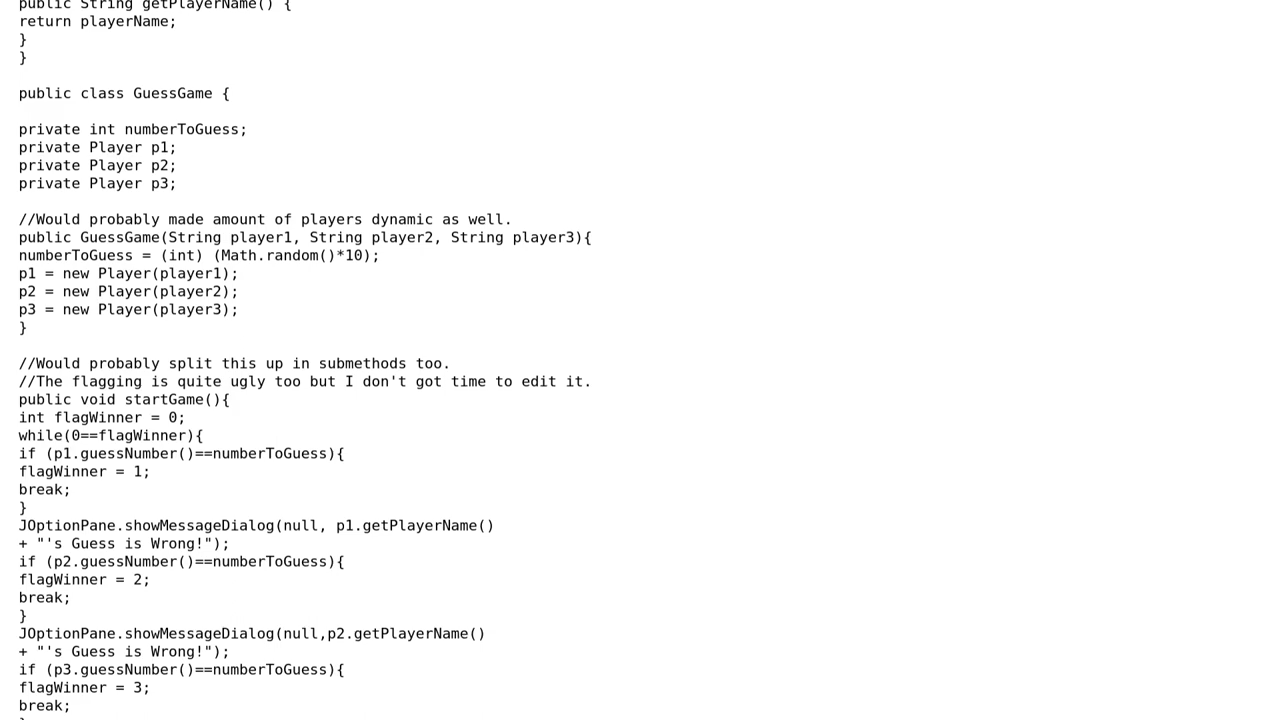 public String getPlayerName() {
return playerName;
}
}
public class GuessGame {
private int numberToGuess;
private Player p1;
private Player p2;
private Player p3;
//Would probably made amount of players dynamic as well.
public GuessGame(String player1, String player2, String player3){
numberToGuess = (int) (Math.random()*10);
p1 = new Player(player1);
p2 = new Player(player2);
p3 = new Player(player3);
}
//Would probably split this up in submethods too.
//The flagging is quite ugly too but I don't got time to edit it.
public void startGame(){
int flagWinner = 0;
while(0==flagWinner){
if (p1.guessNumber()==numberToGuess){
flagWinner = 1;
break;
}
JOptionPane.showMessageDialog(null, p1.getPlayerName()
+ "'s Guess is Wrong!");
if (p2.guessNumber()==numberToGuess){
flagWinner = 2;
break;
}
JOptionPane.showMessageDialog(null,p2.getPlayerName()
+ "'s Guess is Wrong!");
if (p3.guessNumber()==numberToGuess){
flagWinner = 3;
break;
}